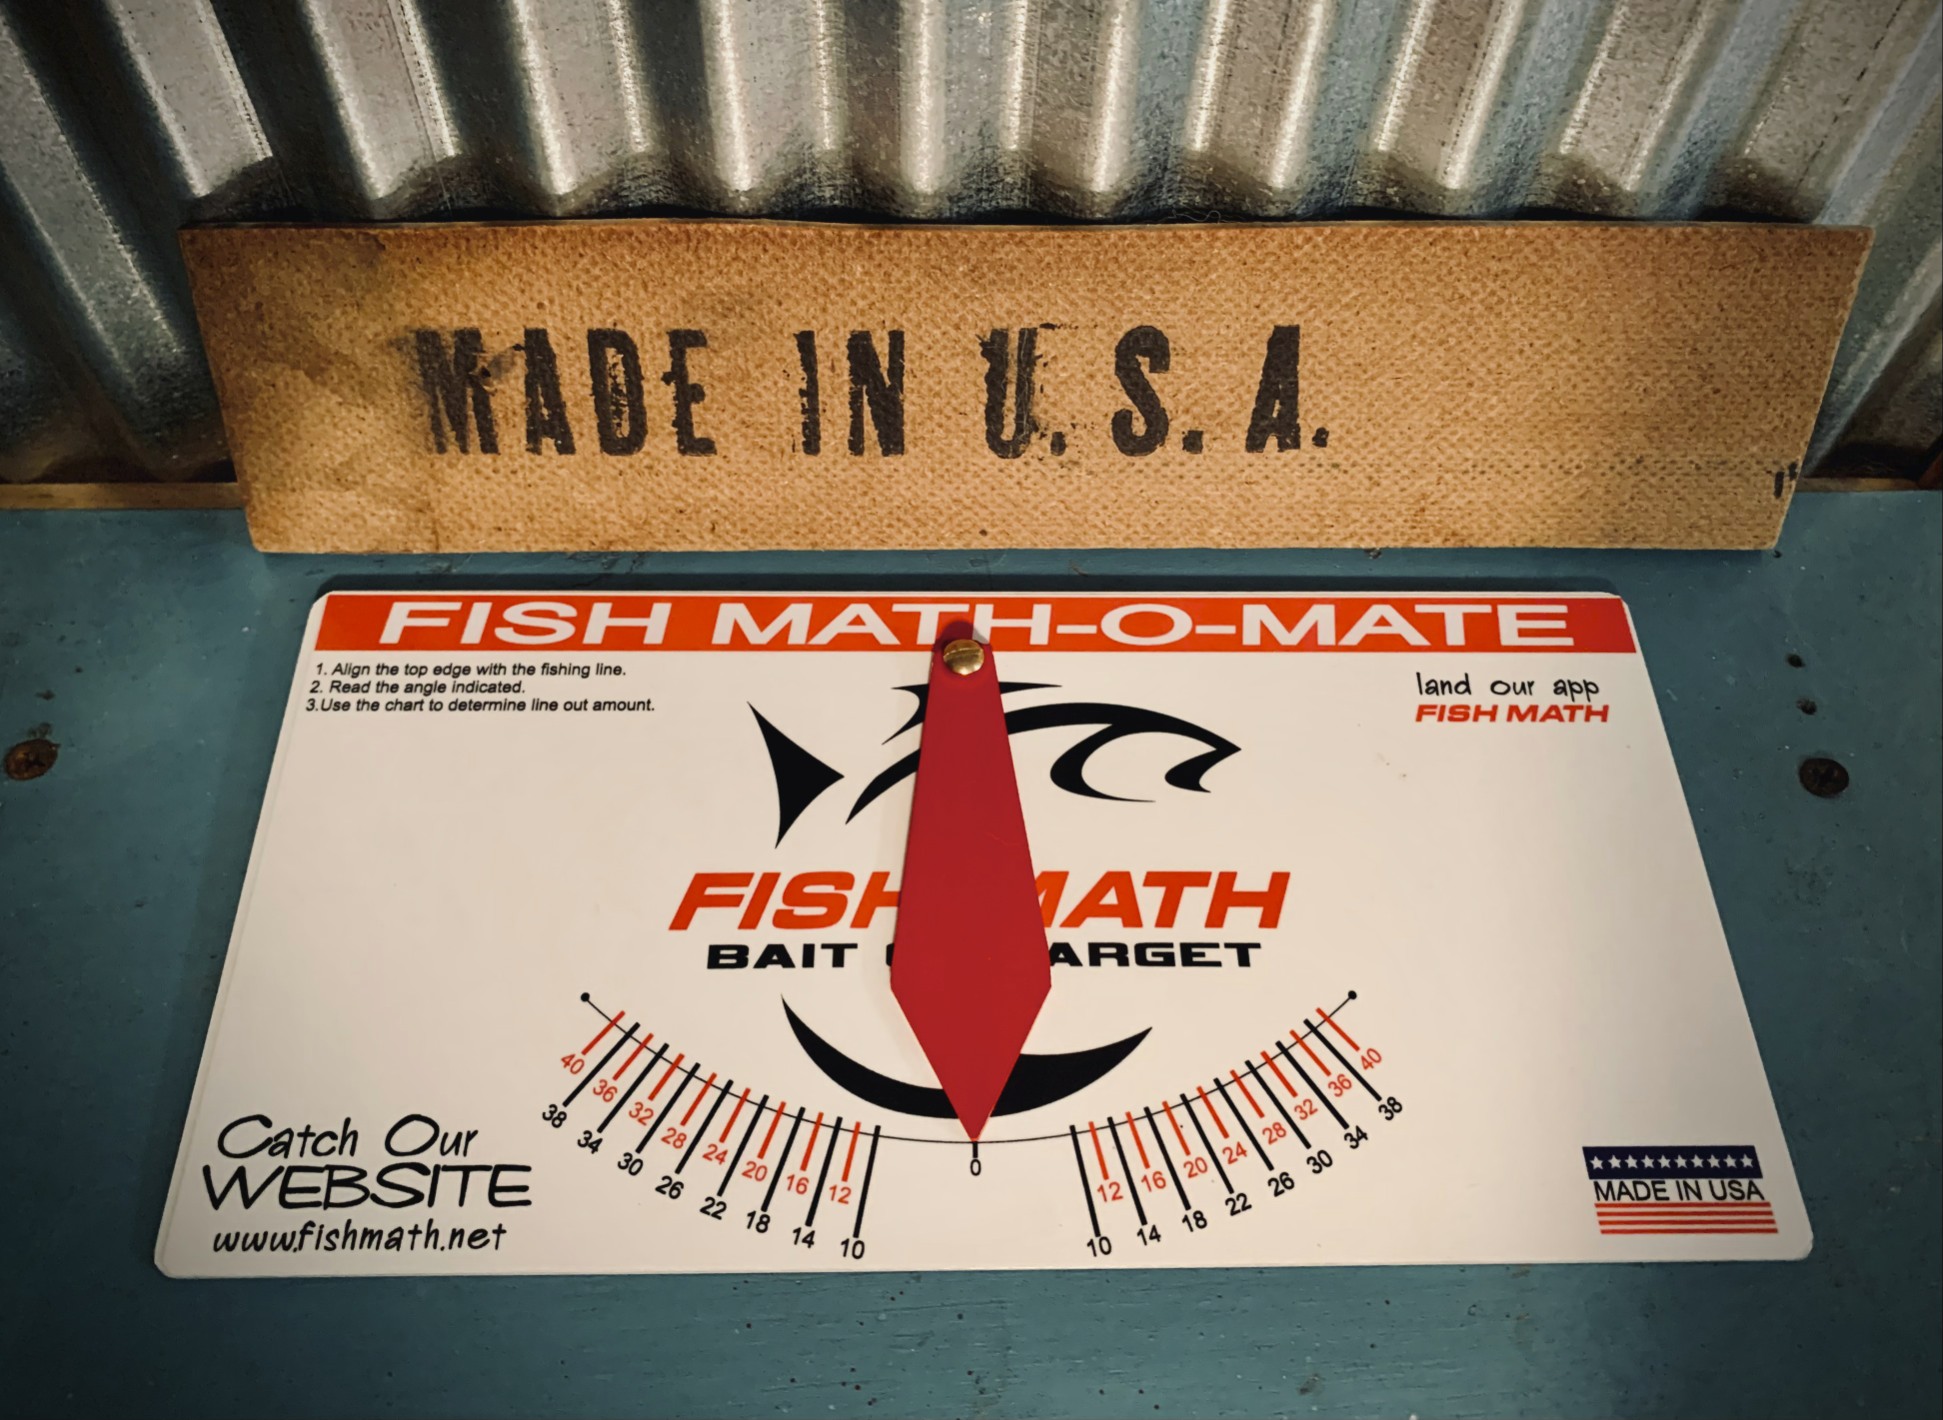 MADE IN U.S.A.
FISH MATH-O-MATE
1. Align the top edge with the fishing line.
2. Read the angle indicated.
3.Use the chart to determine line out amount.
land our app
FISH MATH
FISH MATH
BAIT ARGET
40 36 32 28 24 20 16 12
38 34 30 26 22 18 14 10
0
12 16 20 24 28 32 36 40
10 14 18 22 26 30 34 38
Catch Our
WEBSITE
www.fishmath.net
MADE IN USA